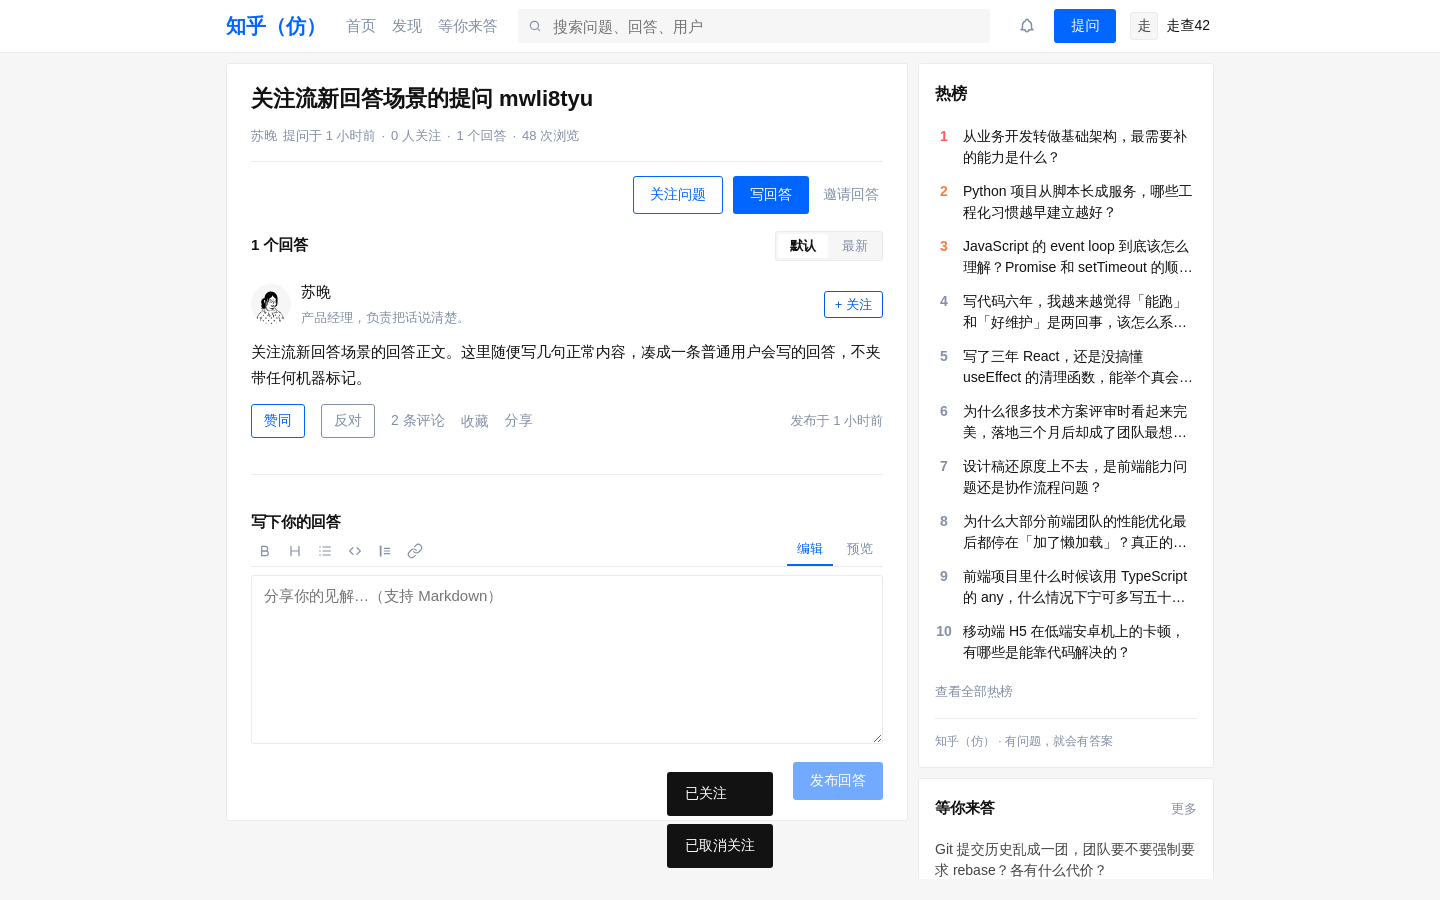 知乎（仿） 首页 发现 等你来答 搜索问题、回答、用户 提问 走 走查42
关注流新回答场景的提问 mwli8tyu
苏晚 提问于 1 小时前 · 0 人关注 · 1 个回答 · 48 次浏览
关注问题 写回答 邀请回答
1 个回答 默认 最新
苏晚
产品经理，负责把话说清楚。
+ 关注
关注流新回答场景的回答正文。这里随便写几句正常内容，凑成一条普通用户会写的回答，不夹
带任何机器标记。
赞同 反对 2 条评论 收藏 分享 发布于 1 小时前
写下你的回答
编辑 预览
分享你的见解…（支持 Markdown）
发布回答
已关注
已取消关注
热榜
1 从业务开发转做基础架构，最需要补
的能力是什么？
2 Python 项目从脚本长成服务，哪些工
程化习惯越早建立越好？
3 JavaScript 的 event loop 到底该怎么
理解？Promise 和 setTimeout 的顺…
4 写代码六年，我越来越觉得「能跑」
和「好维护」是两回事，该怎么系…
5 写了三年 React，还是没搞懂
useEffect 的清理函数，能举个真会…
6 为什么很多技术方案评审时看起来完
美，落地三个月后却成了团队最想…
7 设计稿还原度上不去，是前端能力问
题还是协作流程问题？
8 为什么大部分前端团队的性能优化最
后都停在「加了懒加载」？真正的…
9 前端项目里什么时候该用 TypeScript
的 any，什么情况下宁可多写五十…
10 移动端 H5 在低端安卓机上的卡顿，
有哪些是能靠代码解决的？
查看全部热榜
知乎（仿） · 有问题，就会有答案
等你来答 更多
Git 提交历史乱成一团，团队要不要强制要
求 rebase？各有什么代价？